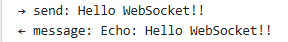 → send: Hello WebSocket!!
← message: Echo: Hello WebSocket!!